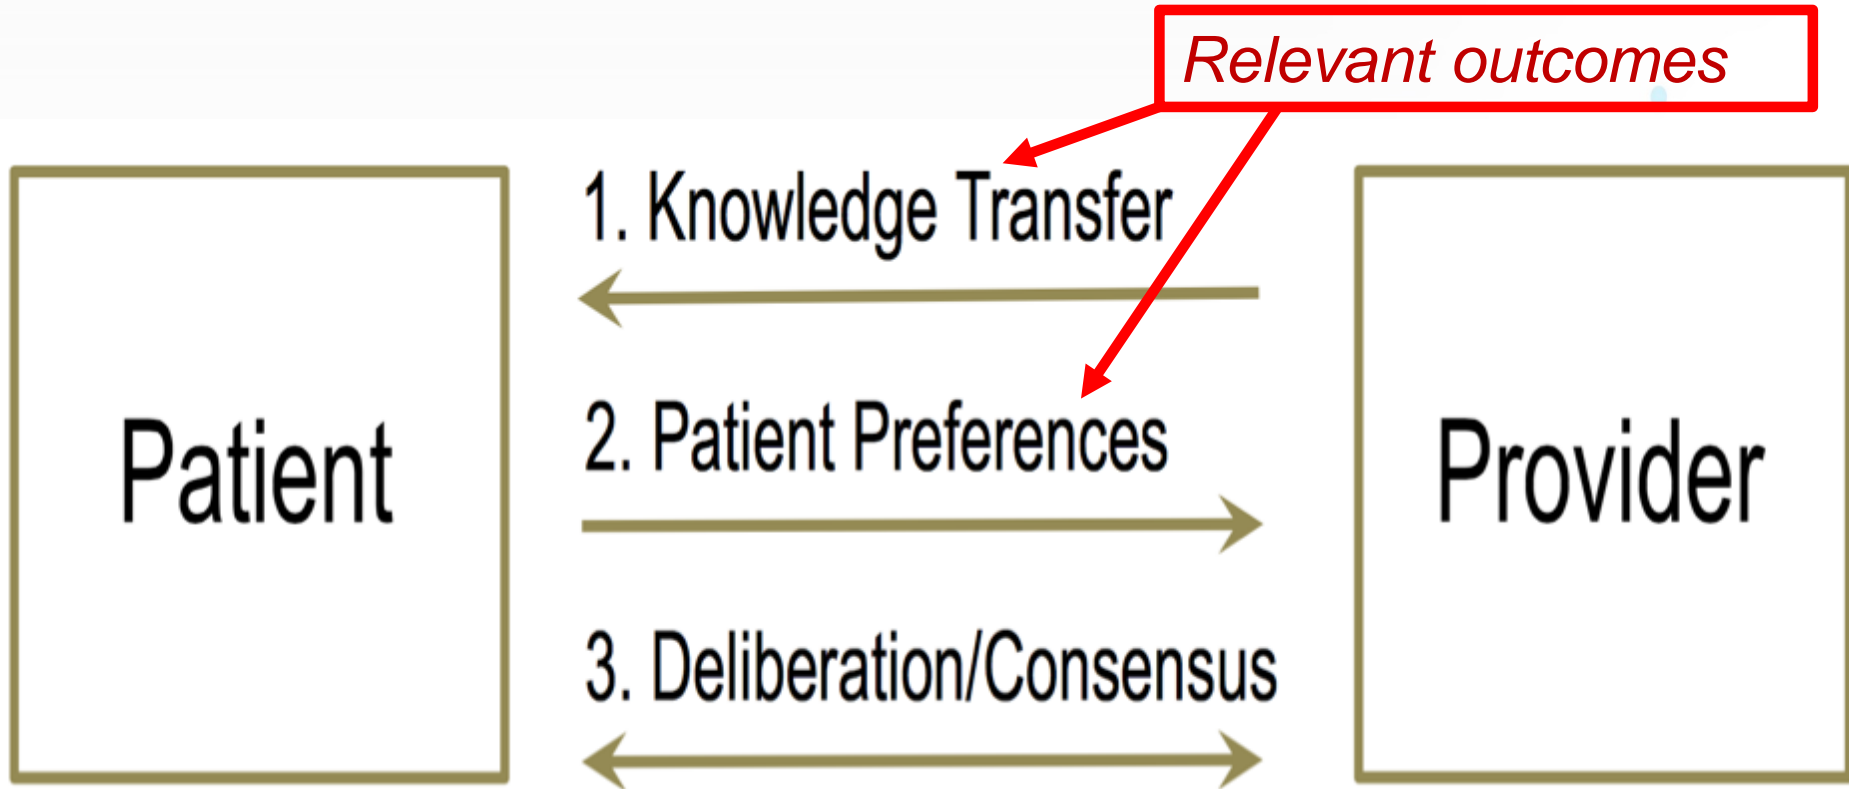 Relevant outcomes
1. Knowledge Transfer
Patient
2. Patient Preferences
Provider
3. Deliberation/Consensus